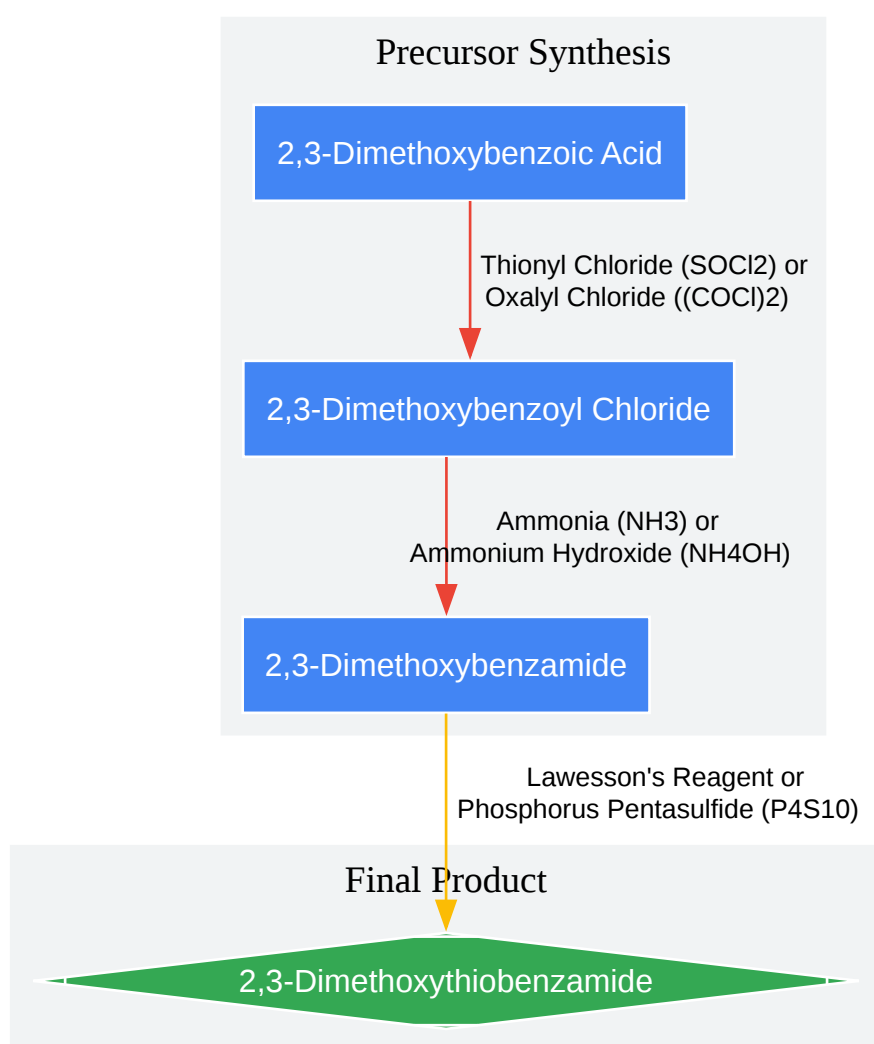 Precursor Synthesis
2,3-Dimethoxybenzoic Acid
Thionyl Chloride (SOCl2) or
Oxalyl Chloride ((COCl)2)
2,3-Dimethoxybenzoyl Chloride
Ammonia (NH3) or
Ammonium Hydroxide (NH4OH)
2,3-Dimethoxybenzamide
Lawesson's Reagent or
Phosphorus Pentasulfide (P4S10)
Final Product
2,3-Dimethoxythiobenzamide